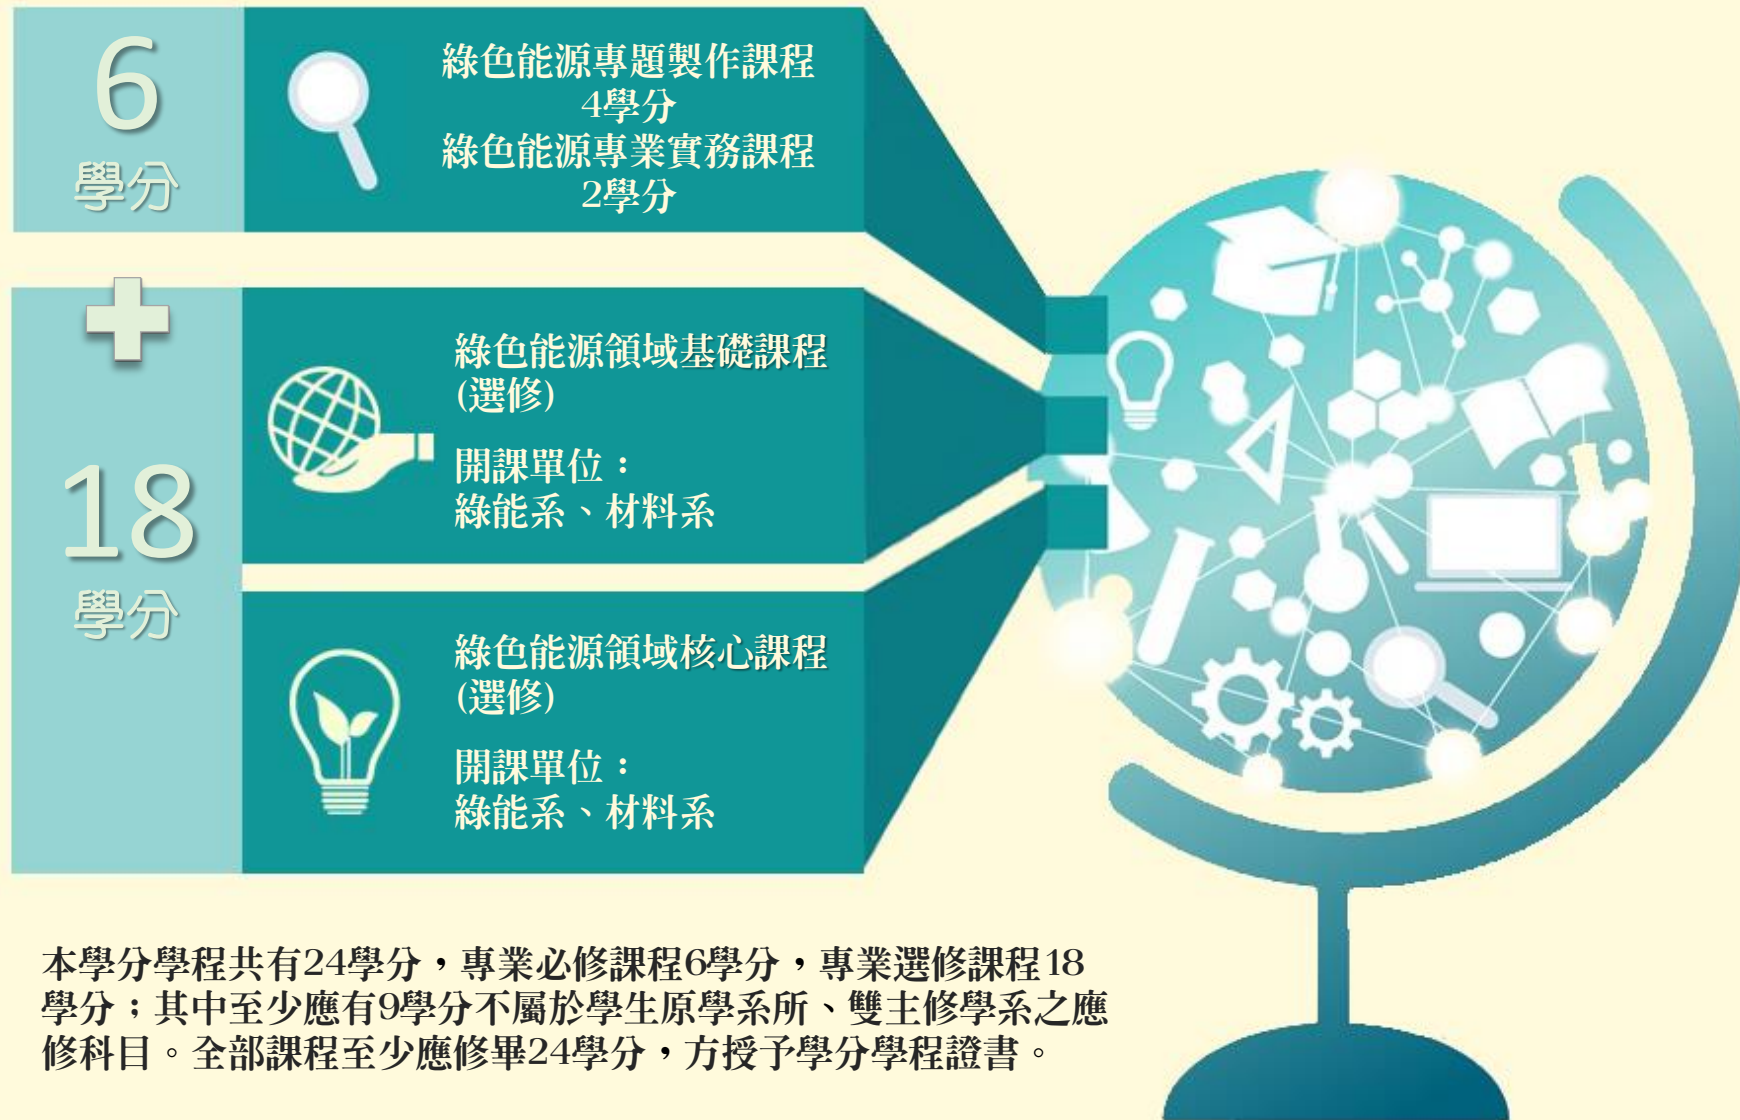 6
學分
綠色能源專題製作課程
4學分
綠色能源專業實務課程
2學分
18
學分
綠色能源領域基礎課程
(選修)
開課單位：
綠能系、材料系
綠色能源領域核心課程
(選修)
開課單位：
綠能系、材料系
本學分學程共有24學分，專業必修課程6學分，專業選修課程18
學分；其中至少應有9學分不屬於學生原學系所、雙主修學系之應
修科目。全部課程至少應修畢24學分，方授予學分學程證書。